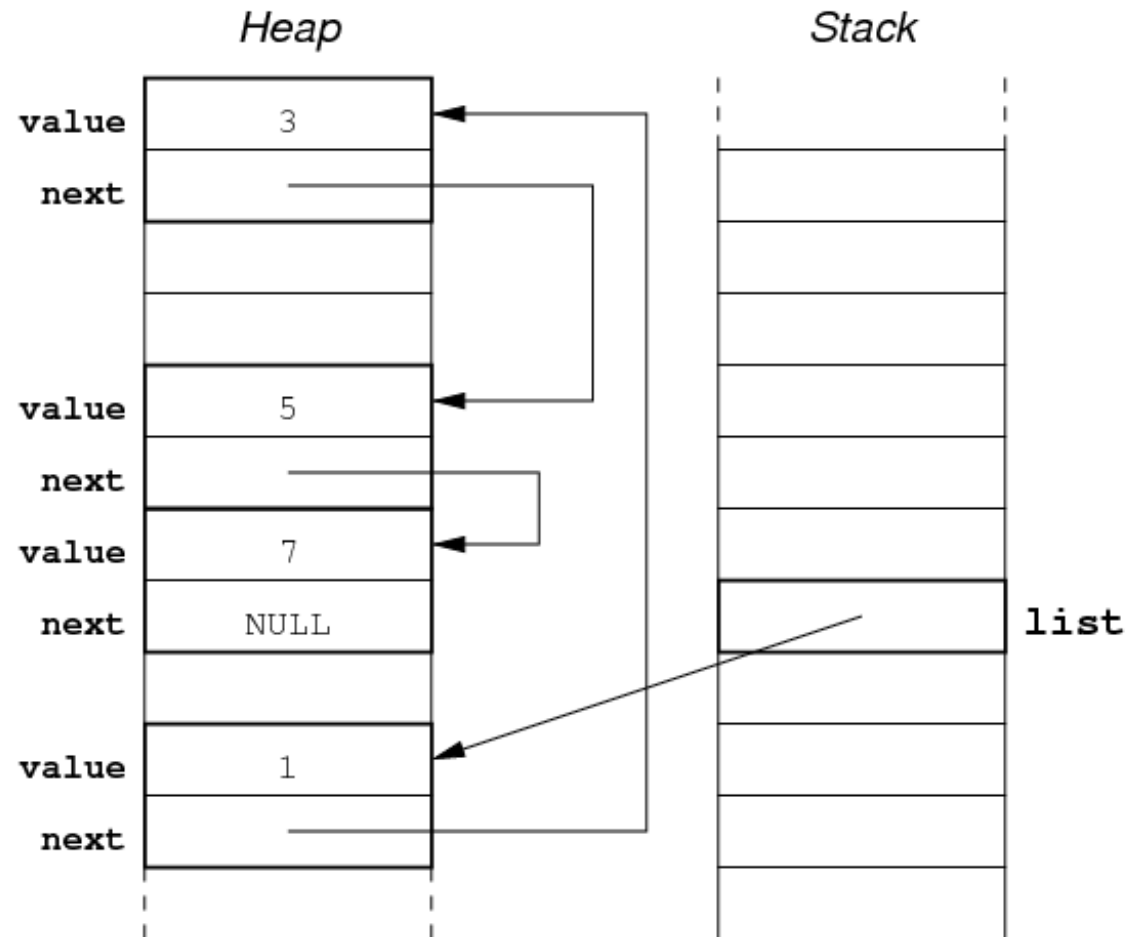 Heap Stack
value 3
next
value 5
next
value 7
next NULL list
value 1
next